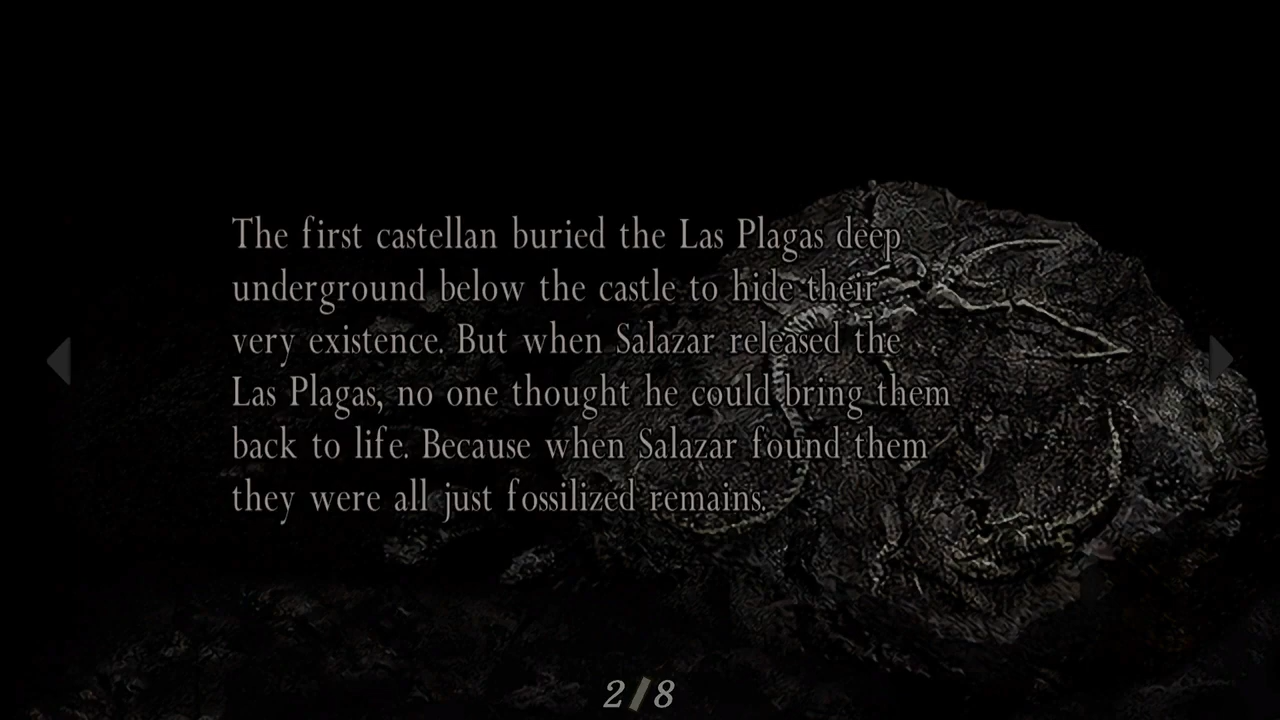 The first castellan buried the Las Plagas deep
underground below the castle to hide their
very existence. But when Salazar released the
Las Plagas, no one thought he could bring them
back to life. Because when Salazar found them
they were all just fossilized remains.
2/8